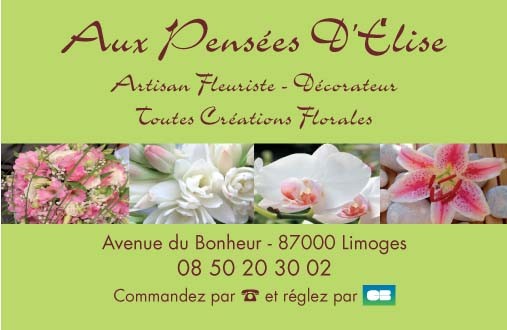 Aux Pensées D'Elise
Artisan Fleuriste - Décorateur
Toutes Créations Florales
Avenue du Bonheur - 87000 Limoges
08 50 20 30 02
Commandez par ☎ et réglez par CB